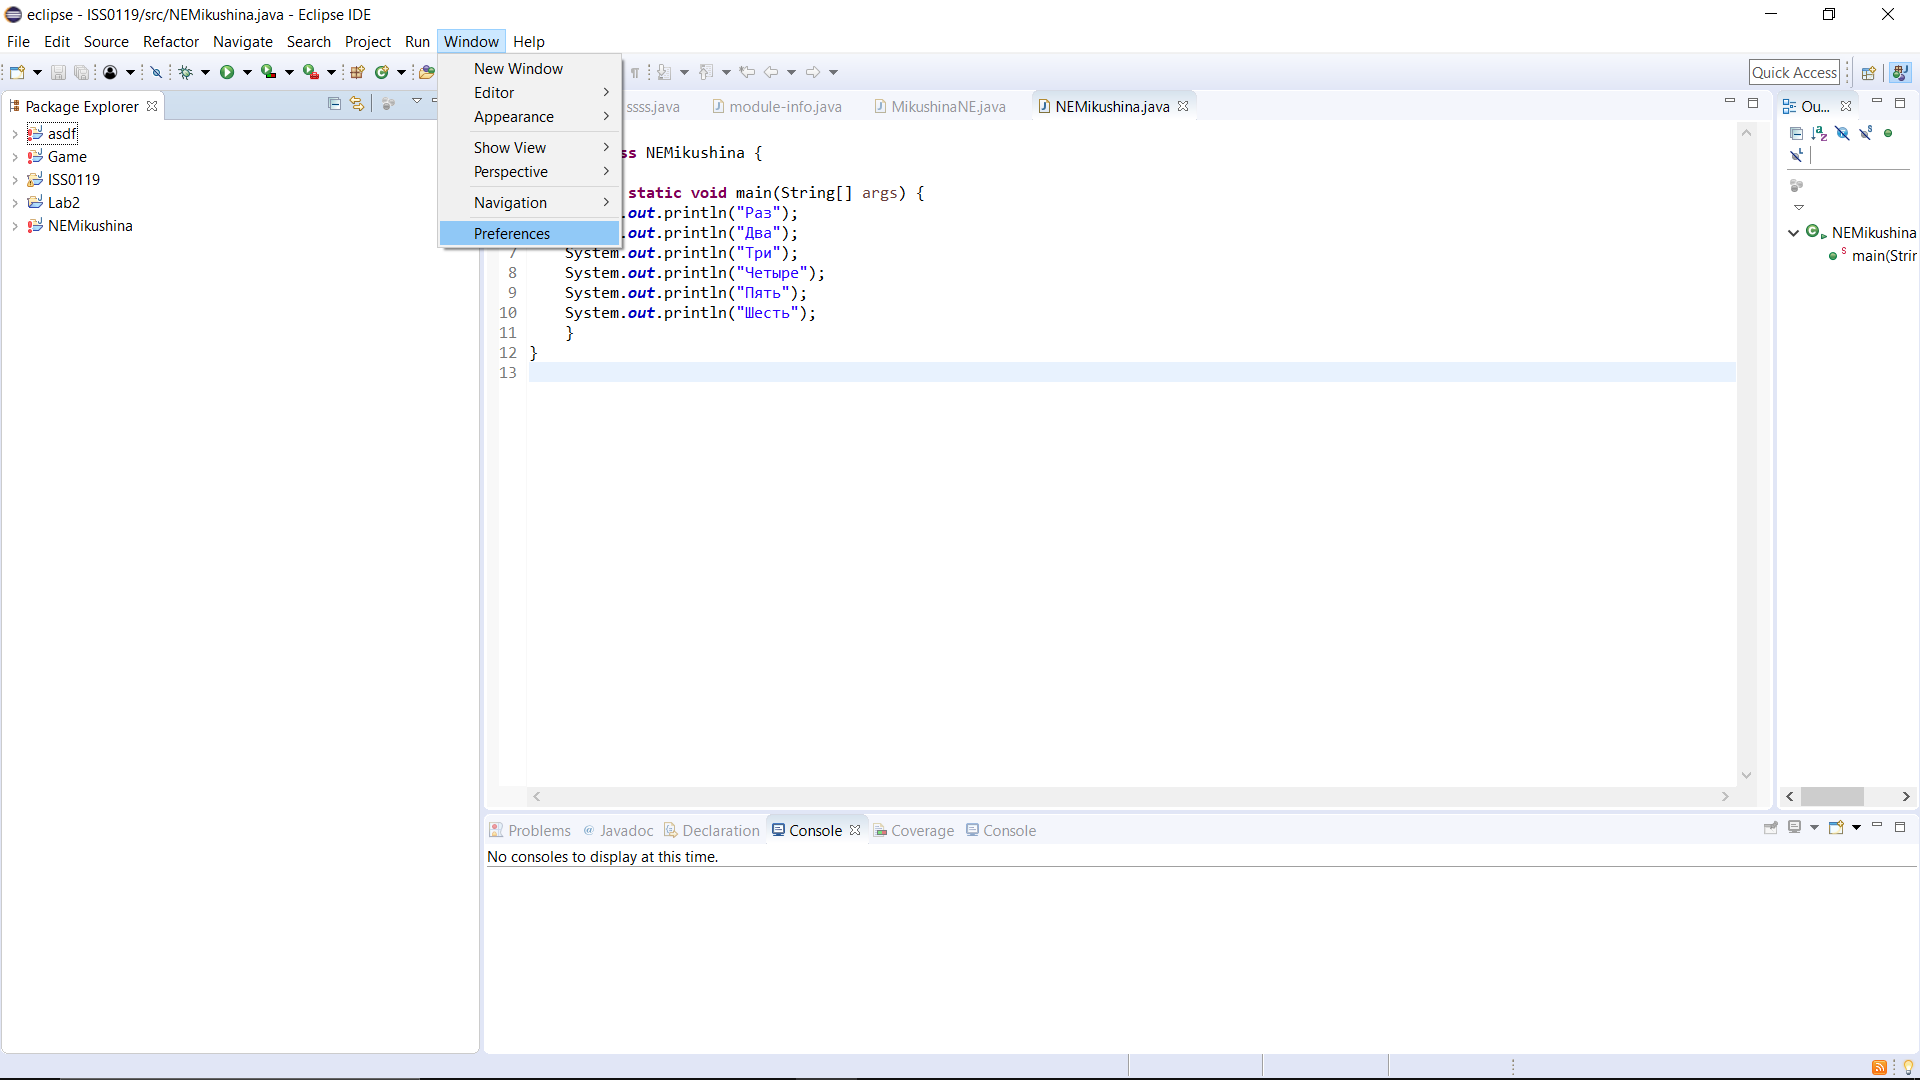 eclipse - ISS0119/src/NEMikushina.java - Eclipse IDE
File Edit Source Refactor Navigate Search Project Run Window Help
Quick Access
Package Explorer
asdf
Game
ISS0119
Lab2
NEMikushina
New Window
Editor
Appearance
Show View
Perspective
Navigation
Preferences
ssss.java module-info.java MikushinaNE.java NEMikushina.java
ss NEMikushina {
static void main(String[] args) {
.out.println("Раз");
.out.println("Два");
7 System.out.println("Три");
8 System.out.println("Четыре");
9 System.out.println("Пять");
10 System.out.println("Шесть");
11 }
12 }
13
Ou...
NEMikushina
main(Strir
Problems @ Javadoc Declaration Console Coverage Console
No consoles to display at this time.